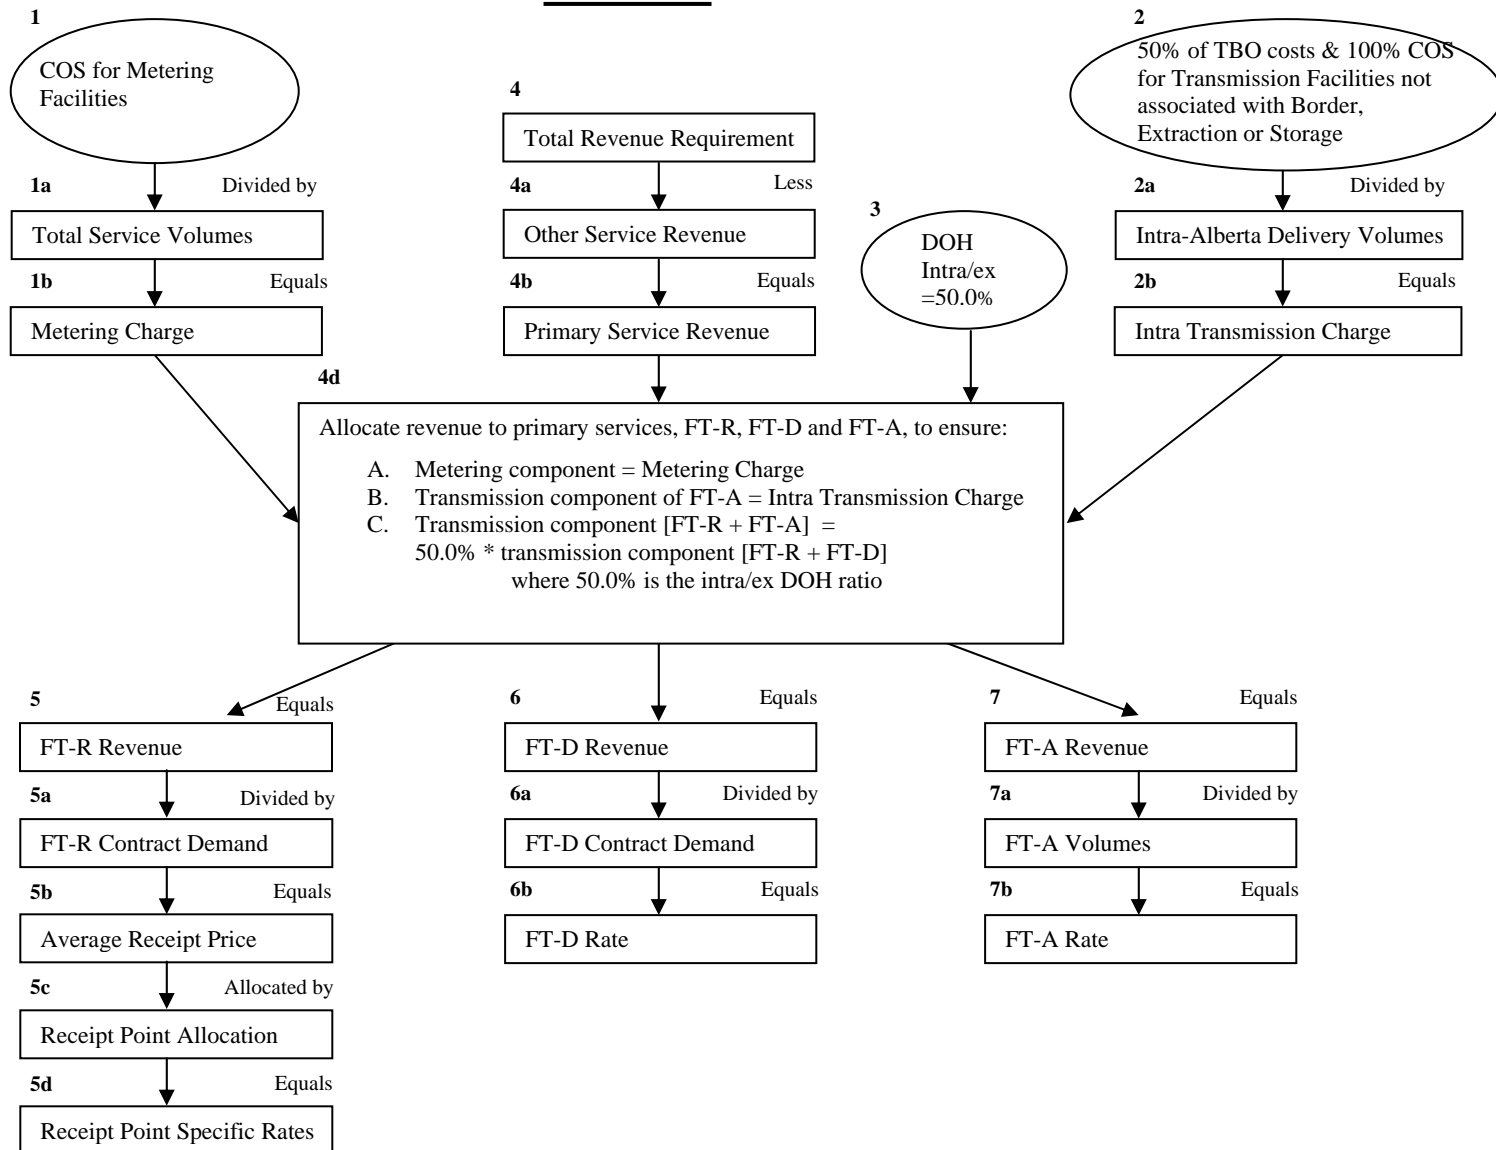 1
COS for Metering
Facilities
1a
Divided by
Total Service Volumes
1b
Equals
Metering Charge
4
Total Revenue Requirement
4a
Less
Other Service Revenue
4b
Equals
Primary Service Revenue
3
DOH
Intra/ex
=50.0%
2
50% of TBO costs & 100% COS
for Transmission Facilities not
associated with Border,
Extraction or Storage
2a
Divided by
Intra-Alberta Delivery Volumes
2b
Equals
Intra Transmission Charge
4d
Allocate revenue to primary services, FT-R, FT-D and FT-A, to ensure:
A. Metering component = Metering Charge
B. Transmission component of FT-A = Intra Transmission Charge
C. Transmission component [FT-R + FT-A] =
50.0% * transmission component [FT-R + FT-D]
where 50.0% is the intra/ex DOH ratio
5
Equals
FT-R Revenue
5a
Divided by
FT-R Contract Demand
5b
Equals
Average Receipt Price
5c
Allocated by
Receipt Point Allocation
5d
Equals
Receipt Point Specific Rates
6
Equals
FT-D Revenue
6a
Divided by
FT-D Contract Demand
6b
Equals
FT-D Rate
7
Equals
FT-A Revenue
7a
Divided by
FT-A Volumes
7b
Equals
FT-A Rate